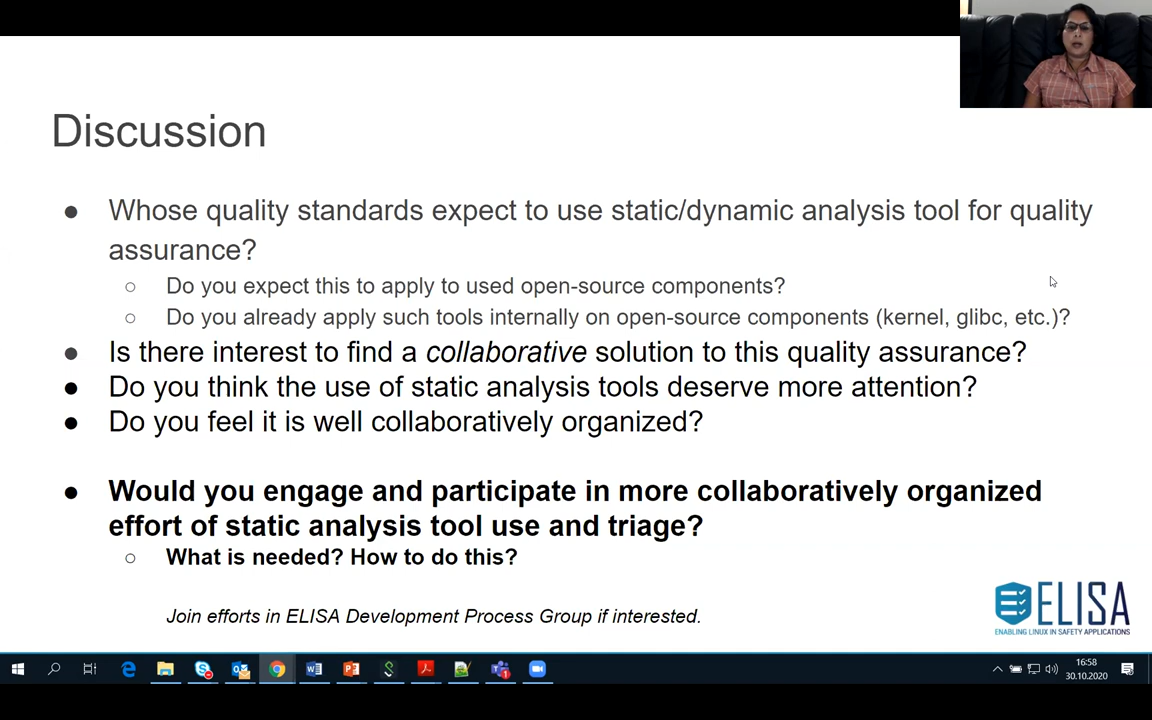 Discussion
Whose quality standards expect to use static/dynamic analysis tool for quality
assurance?
Do you expect this to apply to used open-source components?
Do you already apply such tools internally on open-source components (kernel, glibc, etc.)?
Is there interest to find a collaborative solution to this quality assurance?
Do you think the use of static analysis tools deserve more attention?
Do you feel it is well collaboratively organized?
Would you engage and participate in more collaboratively organized
effort of static analysis tool use and triage?
What is needed? How to do this?
Join efforts in ELISA Development Process Group if interested.
ELISA
ENABLING LINUX IN SAFETY APPLICATIONS
16:58
30.10.2020